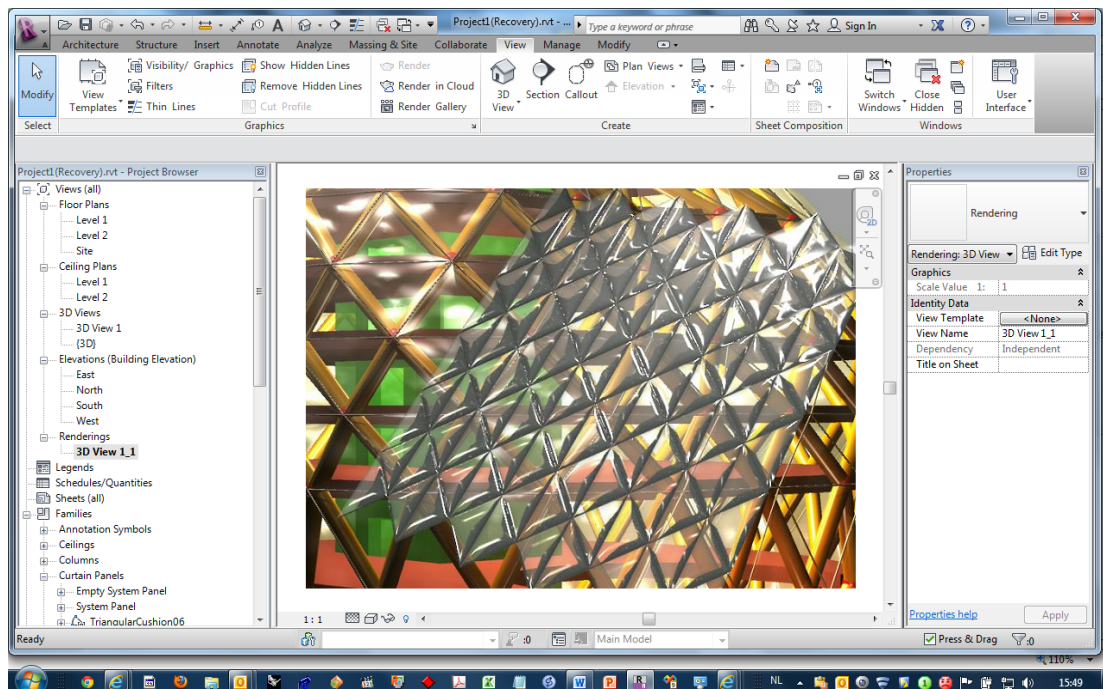 Project1(Recovery).rvt - ...
Type a keyword or phrase
Sign In
Architecture Structure Insert Annotate Analyze Massing & Site Collaborate View Manage Modify
Modify
View Templates
Visibility/ Graphics
Filters
Thin Lines
Show Hidden Lines
Remove Hidden Lines
Cut Profile
Render
Render in Cloud
Render Gallery
3D View
Section
Callout
Plan Views
Elevation
Switch Windows
Close Hidden
User Interface
Select Graphics Create Sheet Composition Windows
Project1(Recovery).rvt - Project Browser
Views (all)
Floor Plans
Level 1
Level 2
Site
Ceiling Plans
Level 1
Level 2
3D Views
3D View 1
{3D}
Elevations (Building Elevation)
East
North
South
West
Renderings
3D View 1_1
Legends
Schedules/Quantities
Sheets (all)
Families
Annotation Symbols
Ceilings
Columns
Curtain Panels
Empty System Panel
System Panel
TriangularCushion06
2D
1 : 1
Properties
Rendering
Rendering: 3D View Edit Type
Graphics
Scale Value 1: 1
Identity Data
View Template <None>
View Name 3D View 1_1
Dependency Independent
Title on Sheet
Properties help Apply
Ready :0 Main Model Press & Drag :0
110%
NL 15:49